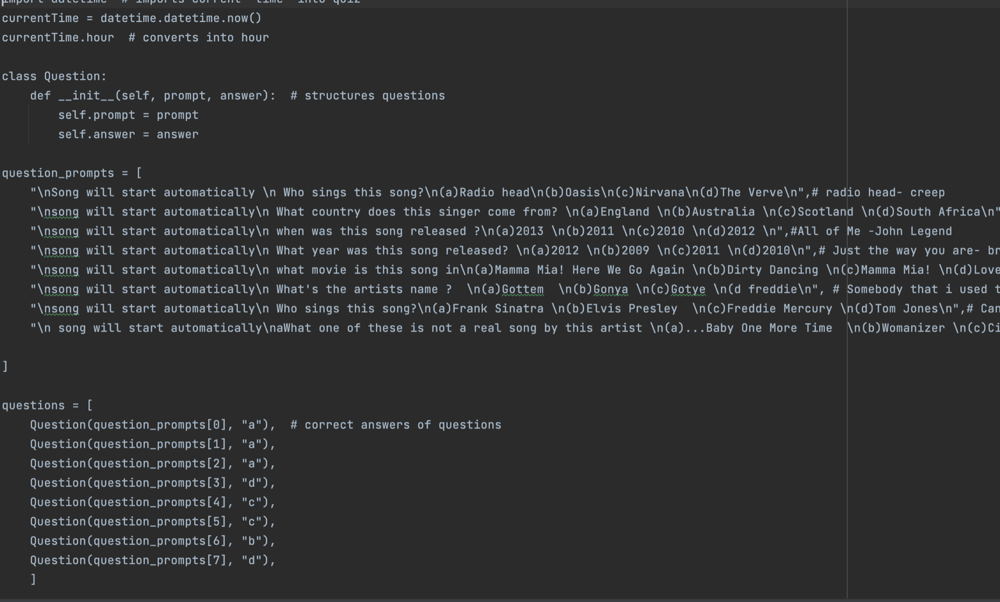 import datetime  # imports current "time" into quiz
currentTime = datetime.datetime.now()
currentTime.hour  # converts into hour
class Question:
    def __init__(self, prompt, answer):  # structures questions
        self.prompt = prompt
        self.answer = answer
question_prompts = [
    "\nSong will start automatically \n Who sings this song?\n(a)Radio head\n(b)Oasis\n(c)Nirvana\n(d)The Verve\n",# radio head- creep
    "\nsong will start automatically\n What country does this singer come from? \n(a)England \n(b)Australia \n(c)Scotland \n(d)South Africa\n"
    "\nsong will start automatically\n when was this song released ?\n(a)2013 \n(b)2011 \n(c)2010 \n(d)2012 \n",#All of Me -John Legend
    "\nsong will start automatically\n What year was this song released? \n(a)2012 \n(b)2009 \n(c)2011 \n(d)2010\n",# Just the way you are- br
    "\nsong will start automatically\n what movie is this song in\n(a)Mamma Mia! Here We Go Again \n(b)Dirty Dancing \n(c)Mamma Mia! \n(d)Love
    "\nsong will start automatically\n What's the artists name ?  \n(a)Gottem  \n(b)Gonya \n(c)Gotye \n(d freddie\n", # Somebody that i used t
    "\nsong will start automatically\n Who sings this song?\n(a)Frank Sinatra \n(b)Elvis Presley  \n(c)Freddie Mercury \n(d)Tom Jones\n",# Can
    "\n song will start automatically\naWhat one of these is not a real song by this artist \n(a)...Baby One More Time  \n(b)Womanizer \n(c)Ci
]
questions = [
    Question(question_prompts[0], "a"),  # correct answers of questions
    Question(question_prompts[1], "a"),
    Question(question_prompts[2], "a"),
    Question(question_prompts[3], "d"),
    Question(question_prompts[4], "c"),
    Question(question_prompts[5], "c"),
    Question(question_prompts[6], "b"),
    Question(question_prompts[7], "d"),
    ]